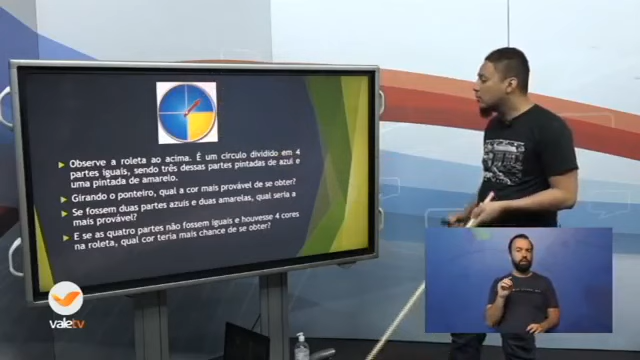 Observe a roleta ao acima. É um círculo dividido em 4
partes iguais, sendo três dessas partes pintadas de azul e
uma pintada de amarelo.
Girando o ponteiro, qual a cor mais provável de se obter?
Se fossem duas partes azuis e duas amarelas, qual seria a
mais provável?
E se as quatro partes não fossem iguais e houvesse 4 cores
na roleta, qual cor teria mais chance de se obter?
valetv